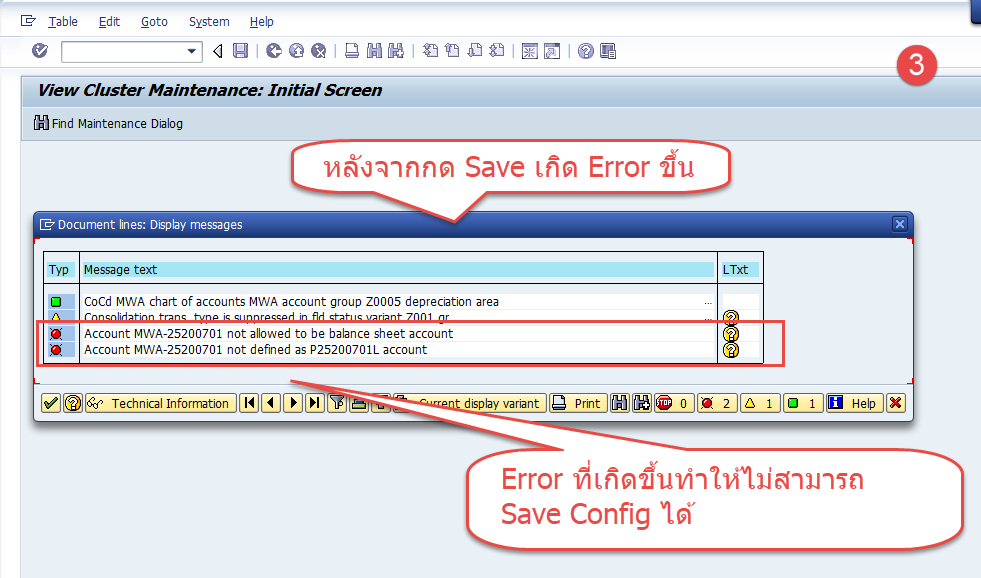 Table Edit Goto System Help
3
View Cluster Maintenance: Initial Screen
Find Maintenance Dialog
หลังจากกด Save เกิด Error ขึ้น
Document lines: Display messages
Typ Message text LTxt
CoCd MWA chart of accounts MWA account group Z0005 depreciation area ...
Consolidation trans. type is suppressed in fld status variant Z001 gr ...
Account MWA-25200701 not allowed to be balance sheet account
Account MWA-25200701 not defined as P25200701L account
Technical Information Current display variant Print STOP 0 2 1 1 Help
Error ที่เกิดขึ้นทำให้ไม่สามารถ
Save Config ได้